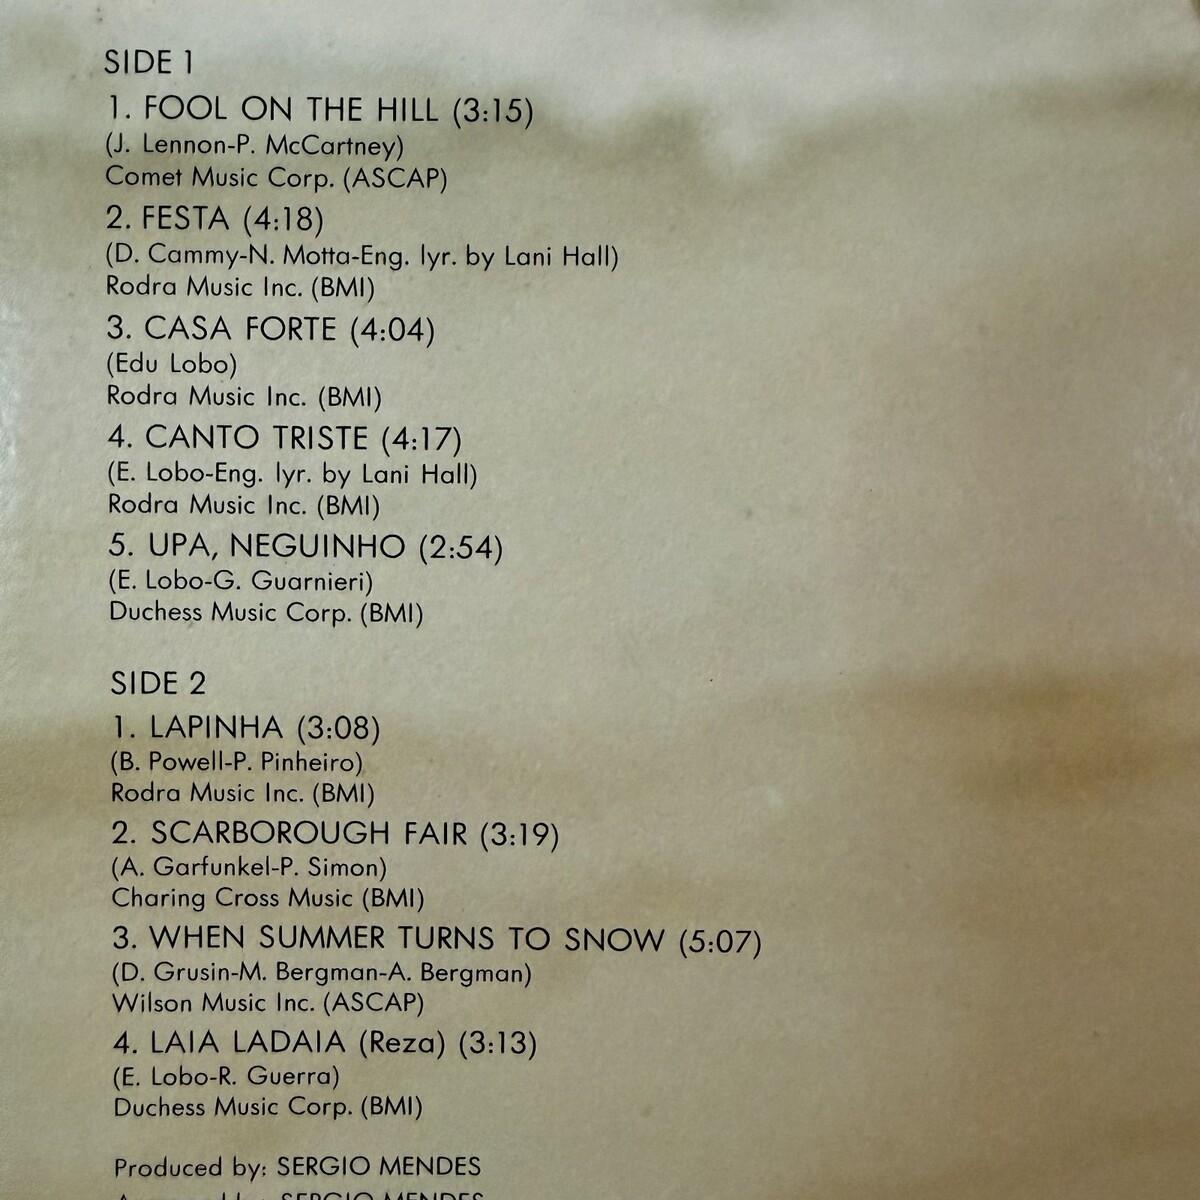 SIDE 1
1. FOOL ON THE HILL (3:15)
(J. Lennon-P. McCartney)
Comet Music Corp. (ASCAP)
2. FESTA (4:18)
(D. Cammy-N. Motta-Eng. lyr. by Lani Hall)
Rodra Music Inc. (BMI)
3. CASA FORTE (4:04)
(Edu Lobo)
Rodra Music Inc. (BMI)
4. CANTO TRISTE (4:17)
(E. Lobo-Eng. lyr. by Lani Hall)
Rodra Music Inc. (BMI)
5. UPA, NEGUINHO (2:54)
(E. Lobo-G. Guarnieri)
Duchess Music Corp. (BMI)
SIDE 2
1. LAPINHA (3:08)
(B. Powell-P. Pinheiro)
Rodra Music Inc. (BMI)
2. SCARBOROUGH FAIR (3:19)
(A. Garfunkel-P. Simon)
Charing Cross Music (BMI)
3. WHEN SUMMER TURNS TO SNOW (5:07)
(D. Grusin-M. Bergman-A. Bergman)
Wilson Music Inc. (ASCAP)
4. LAIA LADAIA (Reza) (3:13)
(E. Lobo-R. Guerra)
Duchess Music Corp. (BMI)
Produced by: SERGIO MENDES
SERGIO MENDES